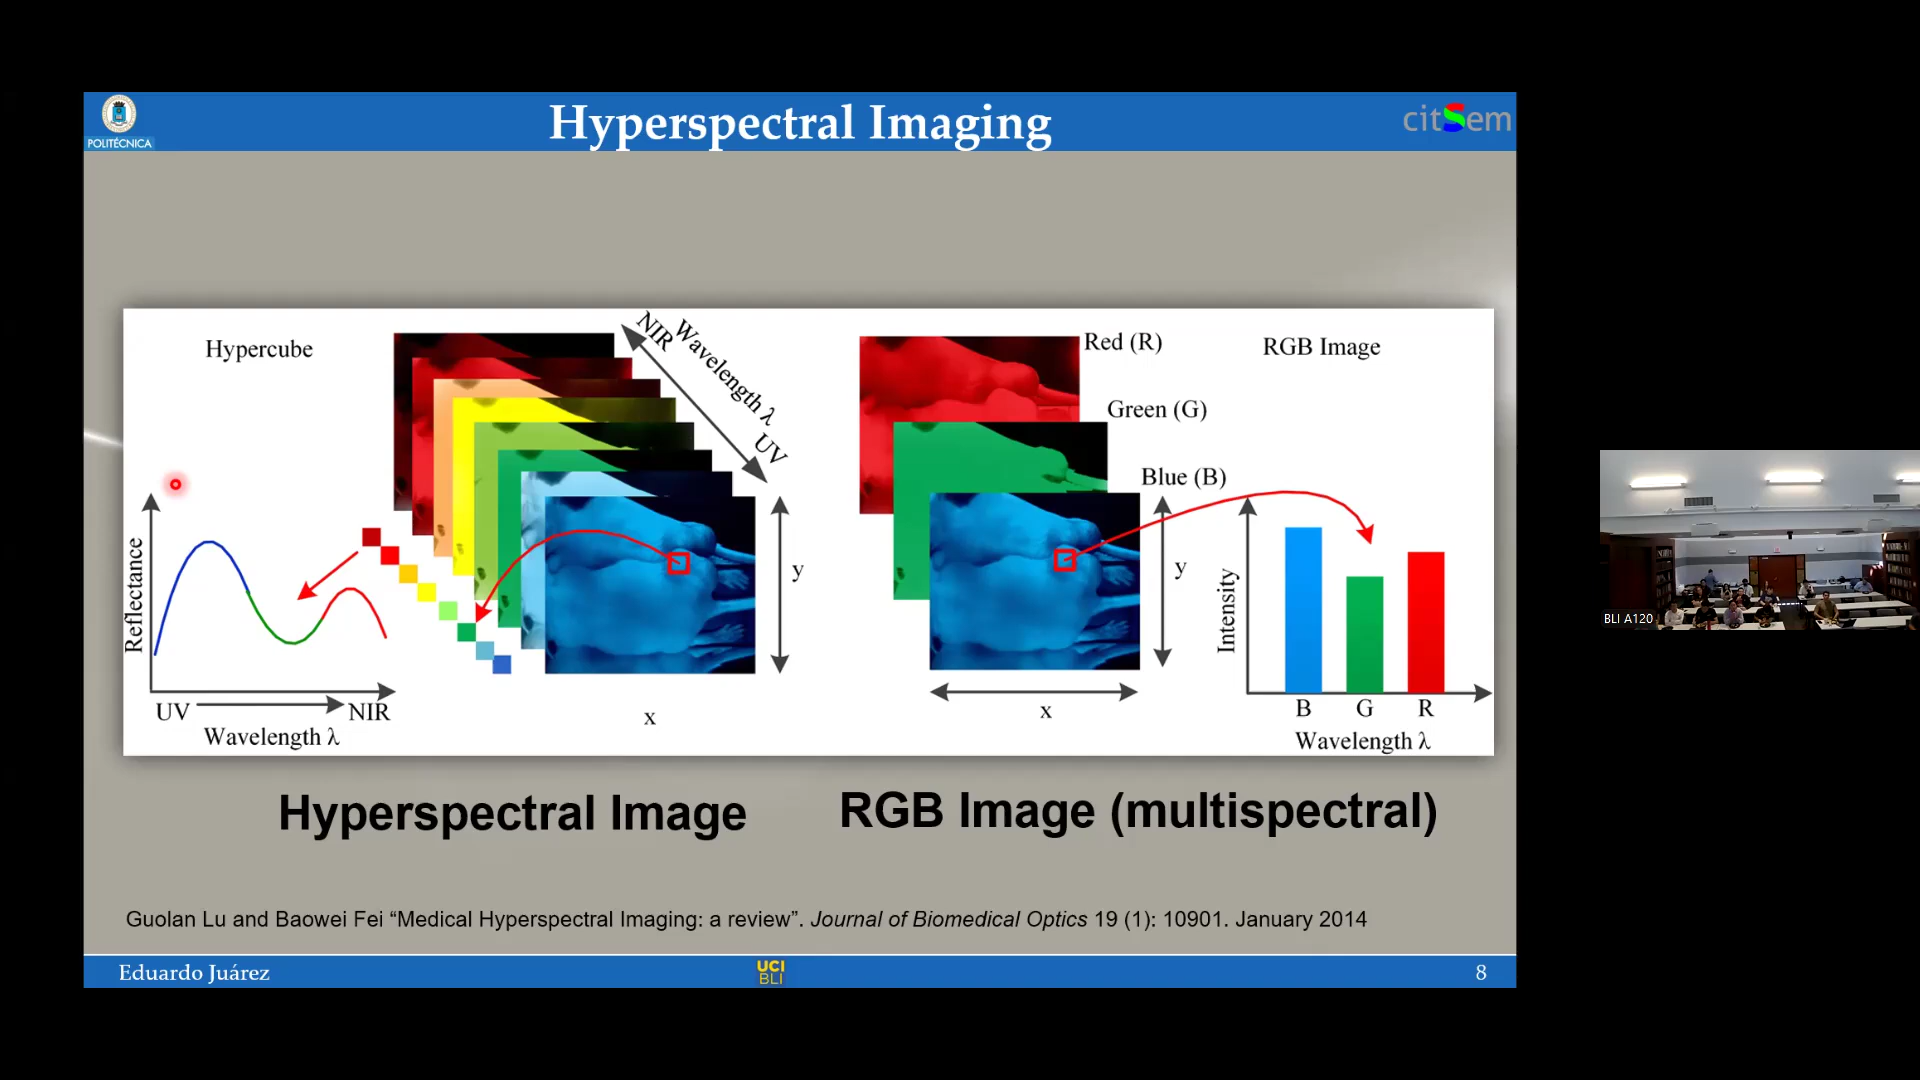 POLITÉCNICA
Hyperspectral Imaging
citSem
Hypercube
NIR
Wavelength λ
UV
Reflectance
UV
NIR
Wavelength λ
x
y
Red (R)
Green (G)
Blue (B)
RGB Image
y
x
Intensity
B G R
Wavelength λ
Hyperspectral Image
RGB Image (multispectral)
Guolan Lu and Baowei Fei “Medical Hyperspectral Imaging: a review”. Journal of Biomedical Optics 19 (1): 10901. January 2014
Eduardo Juárez
UCI
BLI
8
BLI A120